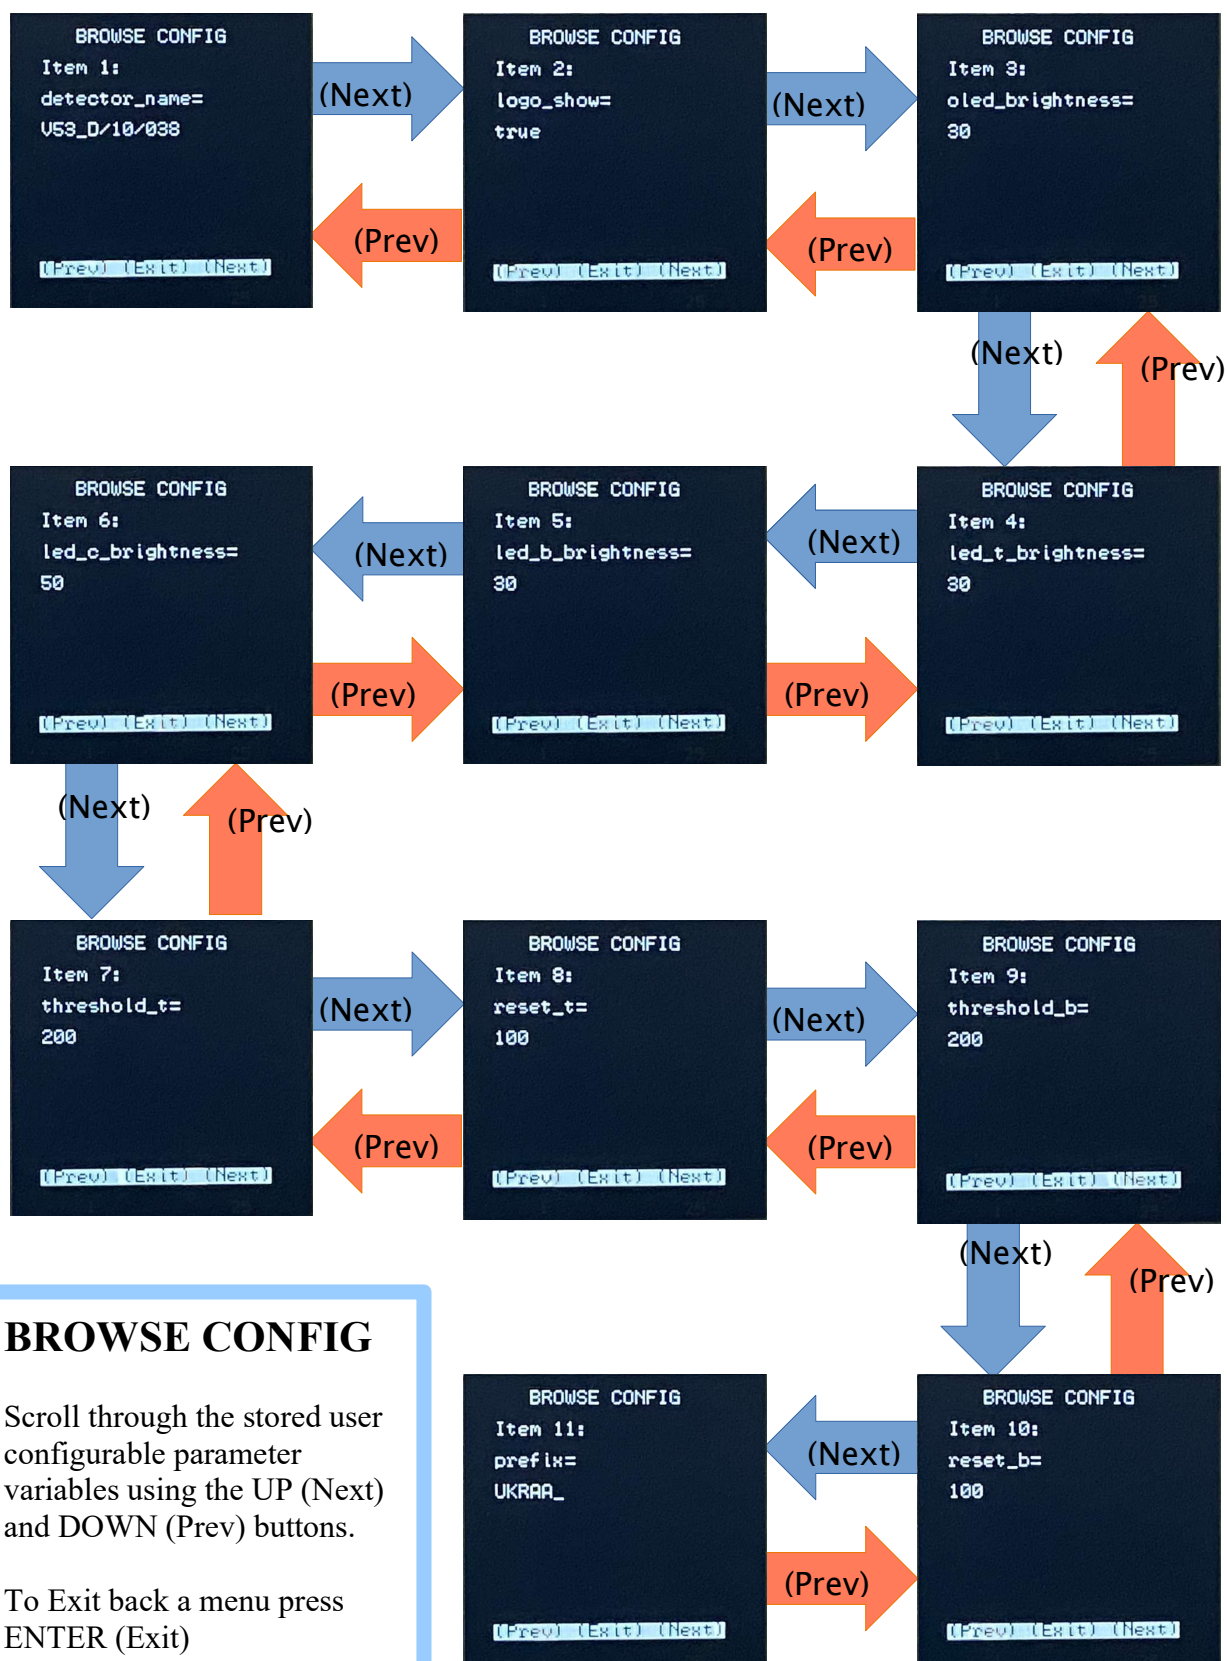 BROWSE CONFIG
Item 1:
detector_name=
V53_D/10/038
(Prev) (Exit) (Next)
(Next)
(Prev)
BROWSE CONFIG
Item 2:
logo_show=
true
(Prev) (Exit) (Next)
(Next)
(Prev)
BROWSE CONFIG
Item 3:
oled_brightness=
30
(Prev) (Exit) (Next)
(Next)
(Prev)
BROWSE CONFIG
Item 6:
led_c_brightness=
50
(Prev) (Exit) (Next)
(Next)
(Prev)
BROWSE CONFIG
Item 5:
led_b_brightness=
30
(Prev) (Exit) (Next)
(Next)
(Prev)
BROWSE CONFIG
Item 4:
led_t_brightness=
30
(Prev) (Exit) (Next)
(Next)
(Prev)
BROWSE CONFIG
Item 7:
threshold_t=
200
(Prev) (Exit) (Next)
(Next)
(Prev)
BROWSE CONFIG
Item 8:
reset_t=
100
(Prev) (Exit) (Next)
(Next)
(Prev)
BROWSE CONFIG
Item 9:
threshold_b=
200
(Prev) (Exit) (Next)
(Next)
(Prev)
BROWSE CONFIG
Scroll through the stored user
configurable parameter
variables using the UP (Next)
and DOWN (Prev) buttons.
To Exit back a menu press
ENTER (Exit)
BROWSE CONFIG
Item 11:
prefix=
UKRAA_
(Prev) (Exit) (Next)
(Next)
(Prev)
BROWSE CONFIG
Item 10:
reset_b=
100
(Prev) (Exit) (Next)